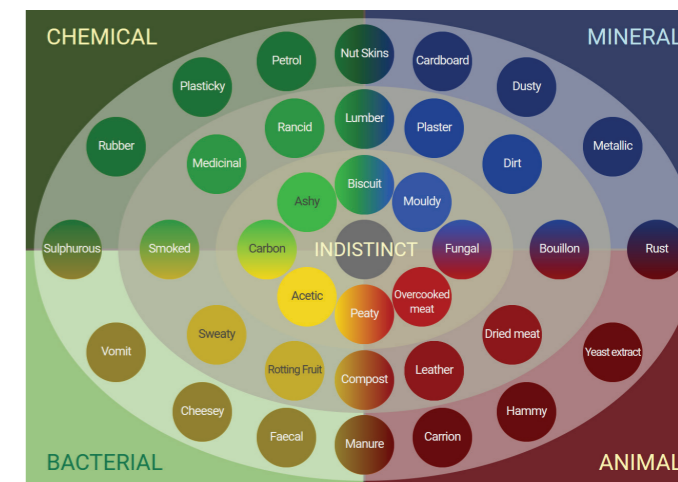 CHEMICAL
MINERAL
Nut Skins
Petrol
Cardboard
Plasticky
Dusty
Rancid
Lumber
Plaster
Rubber
Metallic
Medicinal
Dirt
Biscuit
Ashy
Mouldy
Sulphurous
Smoked
Carbon
INDISTINCT
Fungal
Bouillon
Rust
Acetic
Overcooked
meat
Peaty
Sweaty
Dried meat
Vomit
Yeast extract
Rotting Fruit
Compost
Leather
Cheesey
Hammy
Faecal
Manure
Carrion
BACTERIAL
ANIMAL